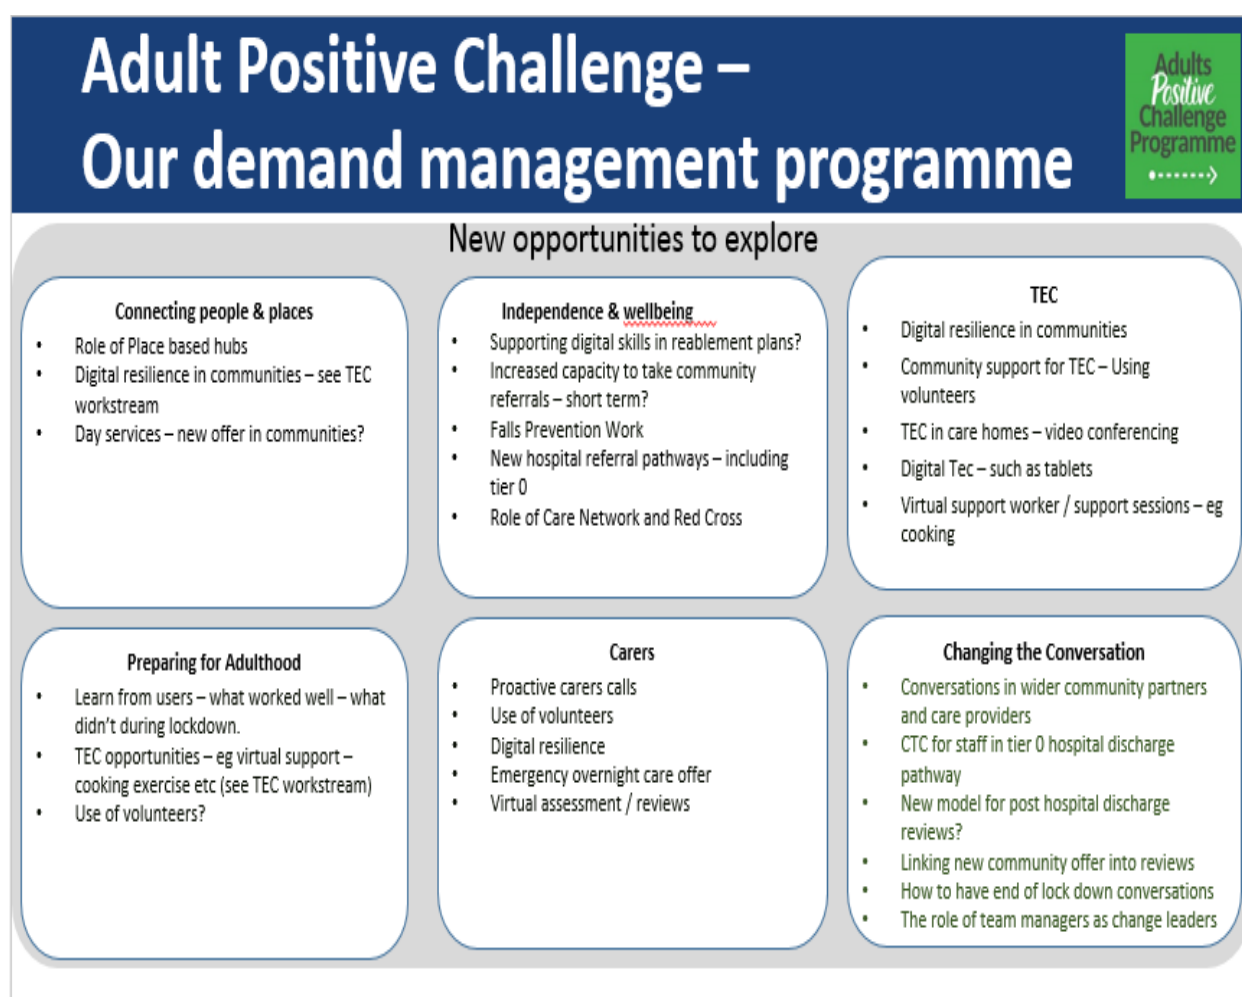 Adult Positive Challenge –
Our demand management programme
Adults
Positive
Challenge
Programme
New opportunities to explore
Connecting people & places
• Role of Place based hubs
• Digital resilience in communities – see TEC
workstream
• Day services – new offer in communities?
Independence & wellbeing
• Supporting digital skills in reablement plans?
• Increased capacity to take community
referrals – short term?
• Falls Prevention Work
• New hospital referral pathways – including
tier 0
• Role of Care Network and Red Cross
TEC
• Digital resilience in communities
• Community support for TEC – Using
volunteers
• TEC in care homes – video conferencing
• Digital Tec – such as tablets
• Virtual support worker / support sessions – eg
cooking
Preparing for Adulthood
• Learn from users – what worked well – what
didn't during lockdown.
• TEC opportunities – eg virtual support –
cooking exercise etc (see TEC workstream)
• Use of volunteers?
Carers
• Proactive carers calls
• Use of volunteers
• Digital resilience
• Emergency overnight care offer
• Virtual assessment / reviews
Changing the Conversation
• Conversations in wider community partners
and care providers
• CTC for staff in tier 0 hospital discharge
pathway
• New model for post hospital discharge
reviews?
• Linking new community offer into reviews
• How to have end of lock down conversations
• The role of team managers as change leaders